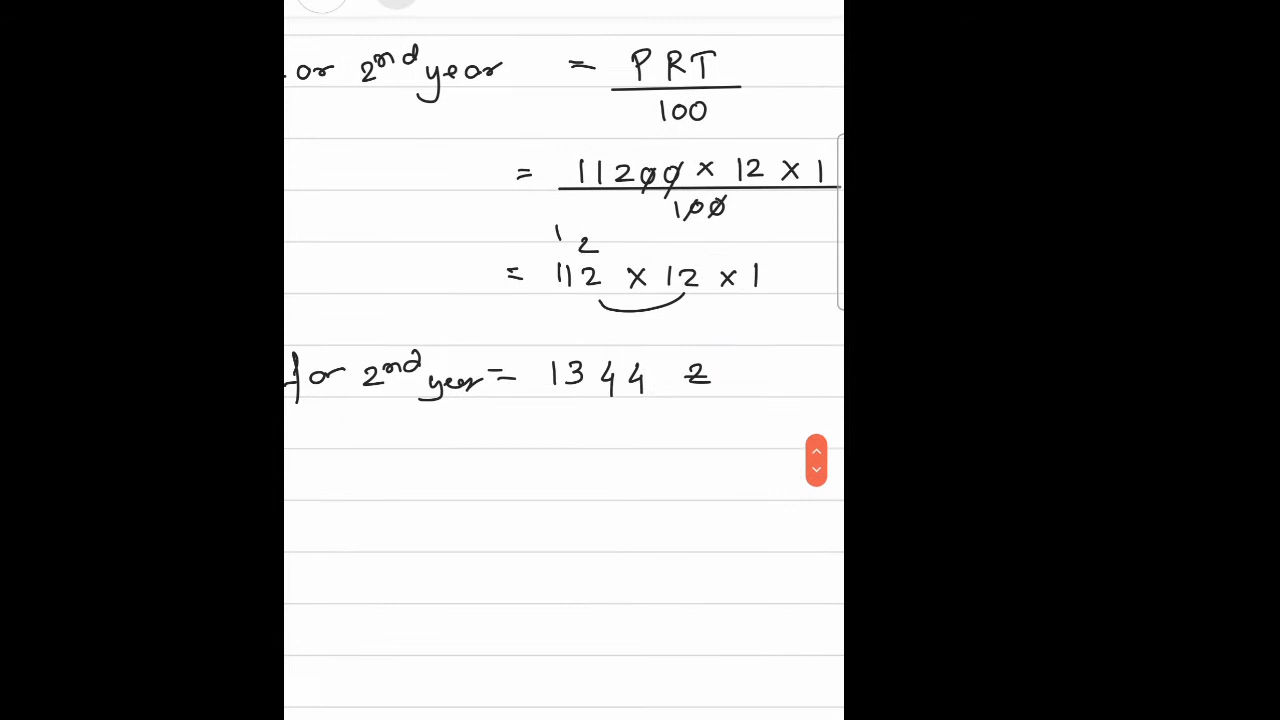 or 2nd year = PRT
100
= 11200 × 12 × 1
100
1 2
= 112 × 12 × 1
for 2nd year = 1344